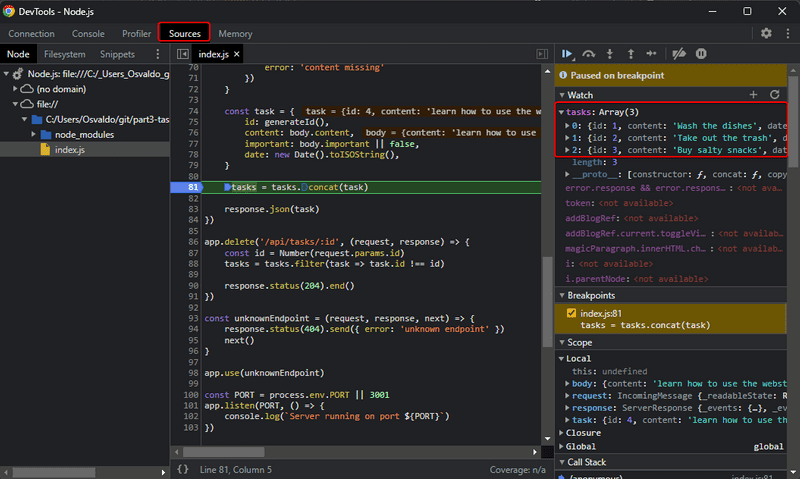 DevTools - Node.js
Connection Console Profiler Sources Memory
Node Filesystem Snippets
Node.js: file:///C:/_Users_Osvaldo_g
(no domain)
file://
C:/Users/Osvaldo/git/part3-tas
node_modules
index.js
index.js
70 error: 'content missing'
71 })
72 }
73
74 const task = { task = {id: 4, content: 'learn how to use the w
75 id: generateId(),
76 content: body.content, body = {content: 'learn how to use
77 important: body.important || false,
78 date: new Date().toISOString(),
79 }
80
81 tasks = tasks.concat(task)
82
83 response.json(task)
84 })
85
86 app.delete('/api/tasks/:id', (request, response) => {
87 const id = Number(request.params.id)
88 tasks = tasks.filter(task => task.id !== id)
89
90 response.status(204).end()
91 })
92
93 const unknownEndpoint = (request, response, next) => {
94 response.status(404).send({ error: 'unknown endpoint' })
95 next()
96 }
97
98 app.use(unknownEndpoint)
99
100 const PORT = process.env.PORT || 3001
101 app.listen(PORT, () => {
102 console.log(`Server running on port ${PORT}`)
103 })
{} Line 81, Column 5 Coverage: n/a
Paused on breakpoint
Watch
tasks: Array(3)
0: {id: 1, content: 'Wash the dishes', date
1: {id: 2, content: 'Take out the trash', d
2: {id: 3, content: 'Buy salty snacks', dat
length: 3
__proto__: [constructor: ƒ, concat: ƒ, copy
error.response && error.respons…: <not ava
token: <not available>
addBlogRef: <not available>
addBlogRef.current.toggleVi…: <not availab
magicParagraph.innerHTML.ch…: <not availab
i: <not available>
i.parentNode: <not available>
Breakpoints
index.js:81
tasks = tasks.concat(task)
Scope
Local
this: undefined
body: {content: 'learn how to use the webst
request: IncomingMessage {_readableState: R
response: ServerResponse {_events: {…}, _ev
task: {id: 4, content: 'learn how to use th
Closure
Global global
Call Stack
(anonymous) index.js:81